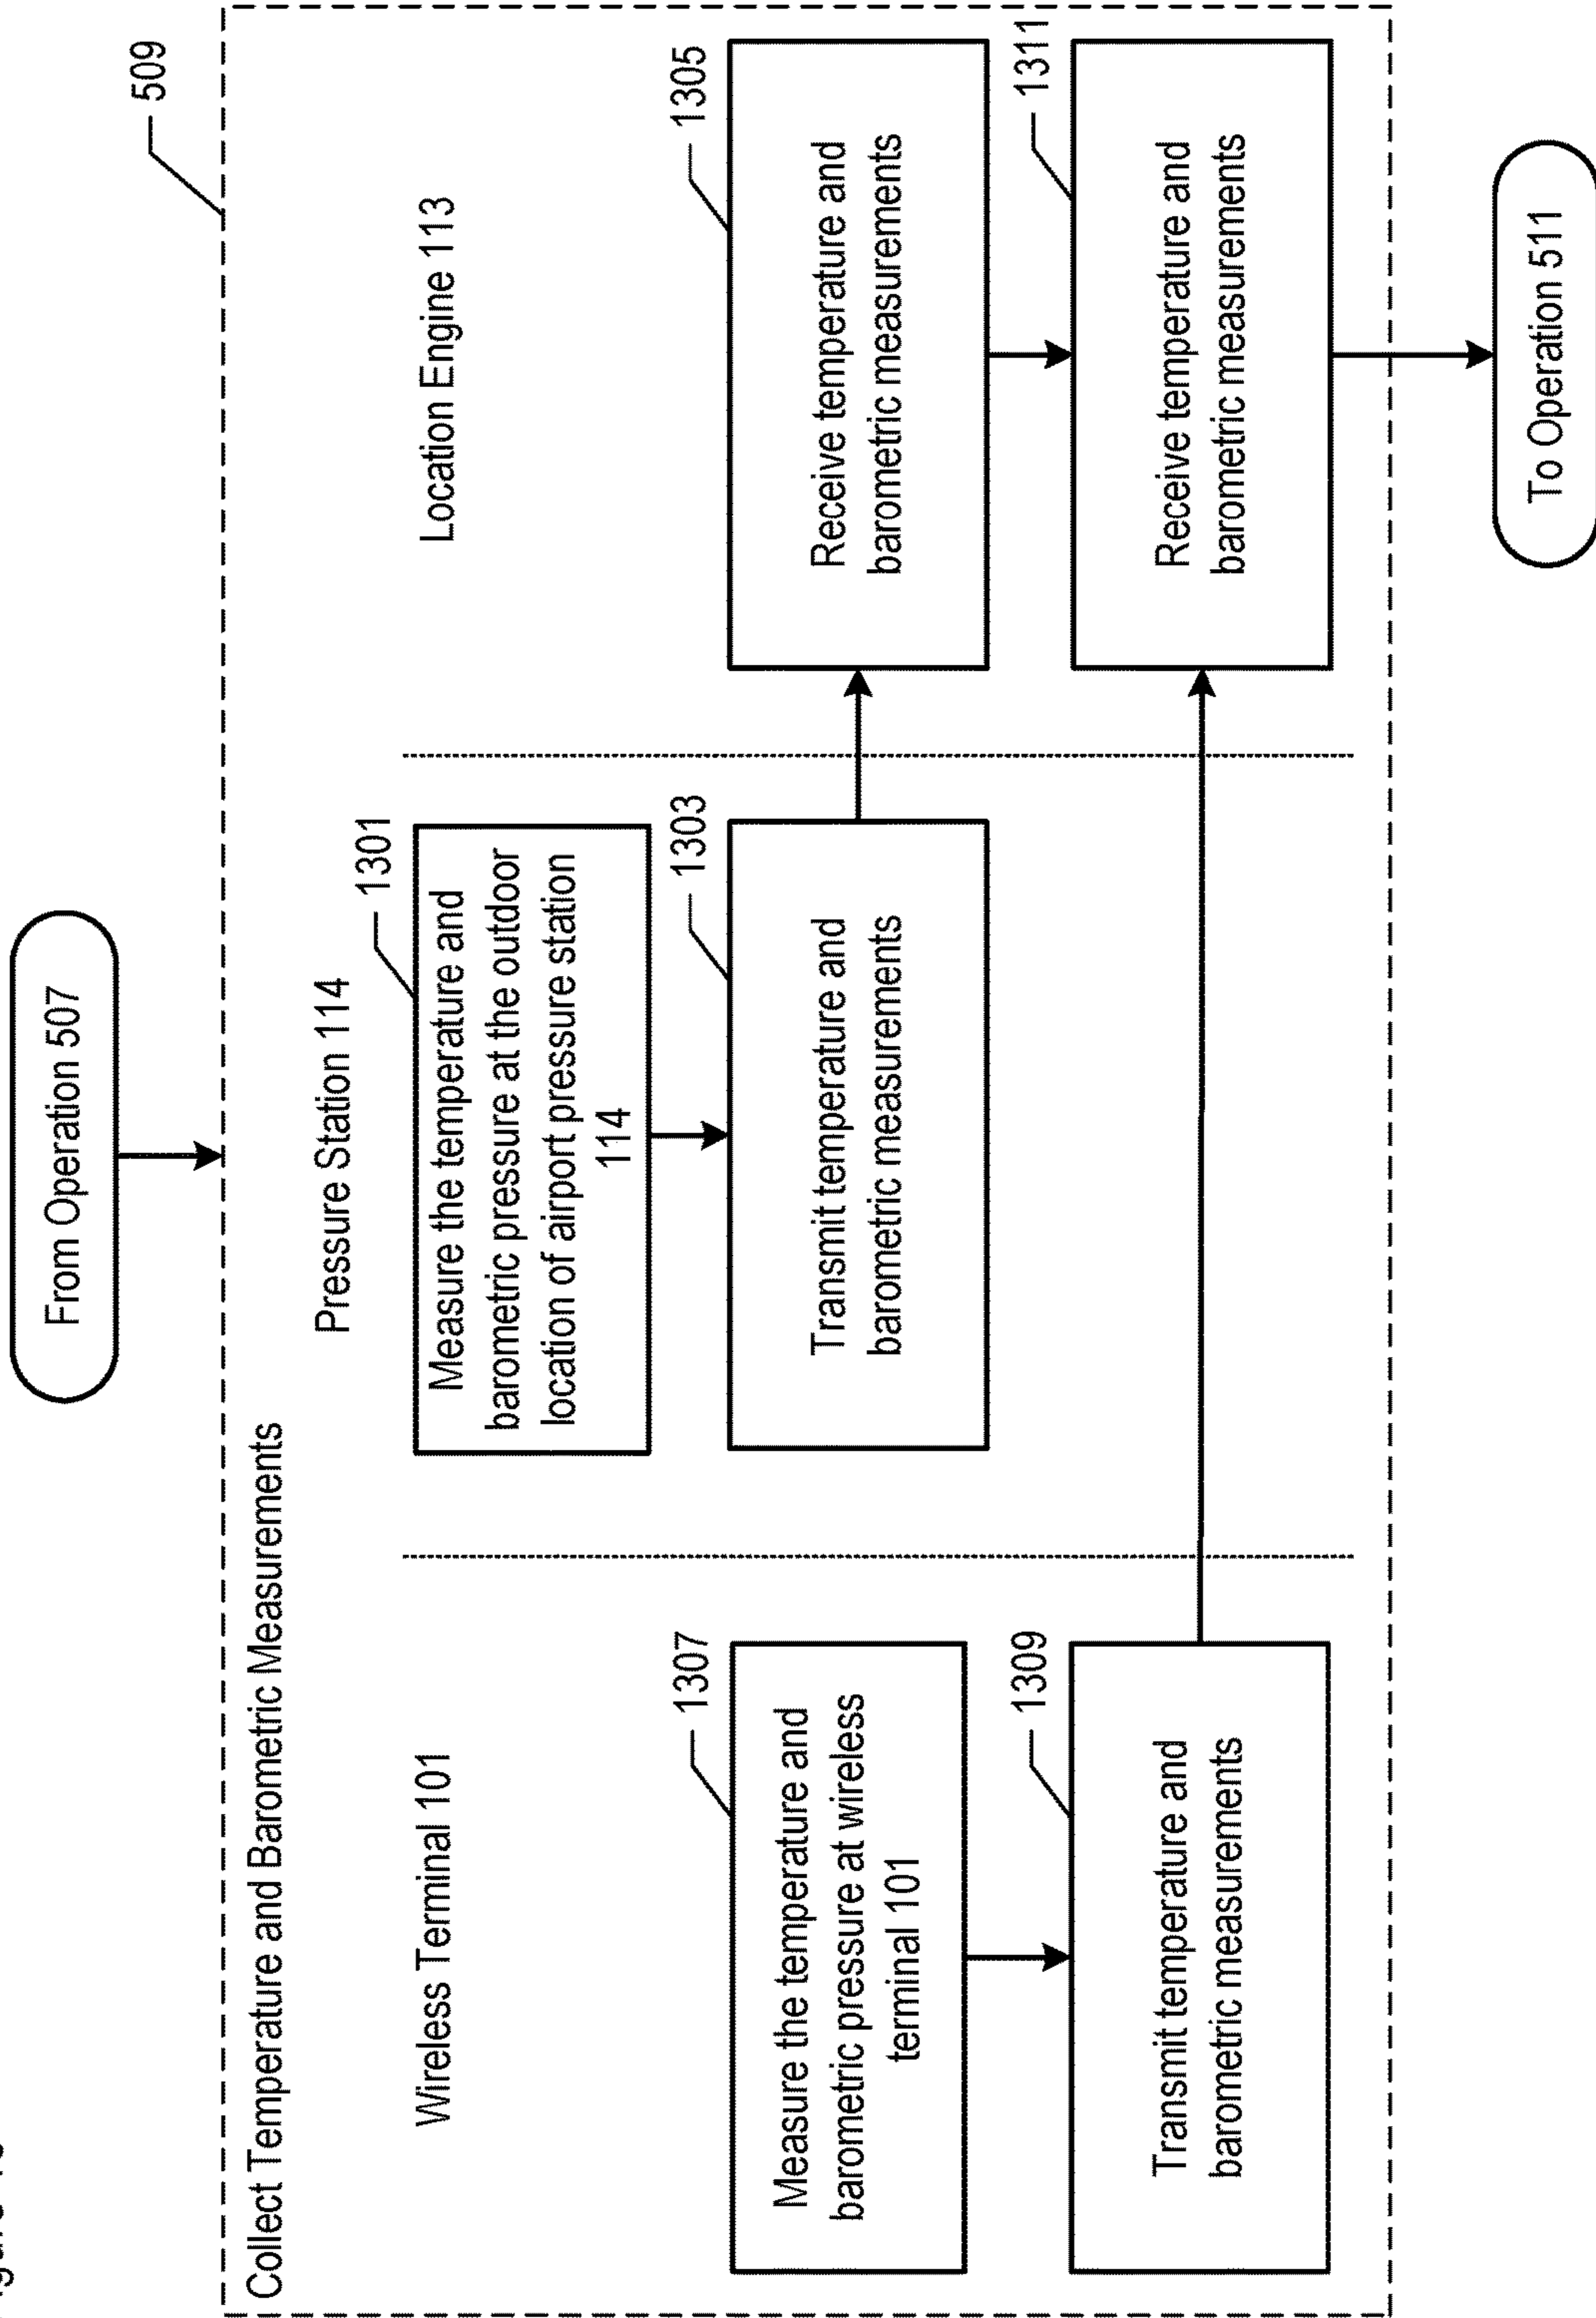 From Operation 507
509
Collect Temperature and Barometric Measurements
Pressure Station 114
Wireless Terminal 101
Location Engine 113
1301
Measure the temperature and
barometric pressure at the outdoor
location of airport pressure station
114
1307
Measure the temperature and
barometric pressure at wireless
terminal 101
1303
Transmit temperature and
barometric measurements
1305
Receive temperature and
barometric measurements
1309
Transmit temperature and
barometric measurements
1311
Receive temperature and
barometric measurements
To Operation 511